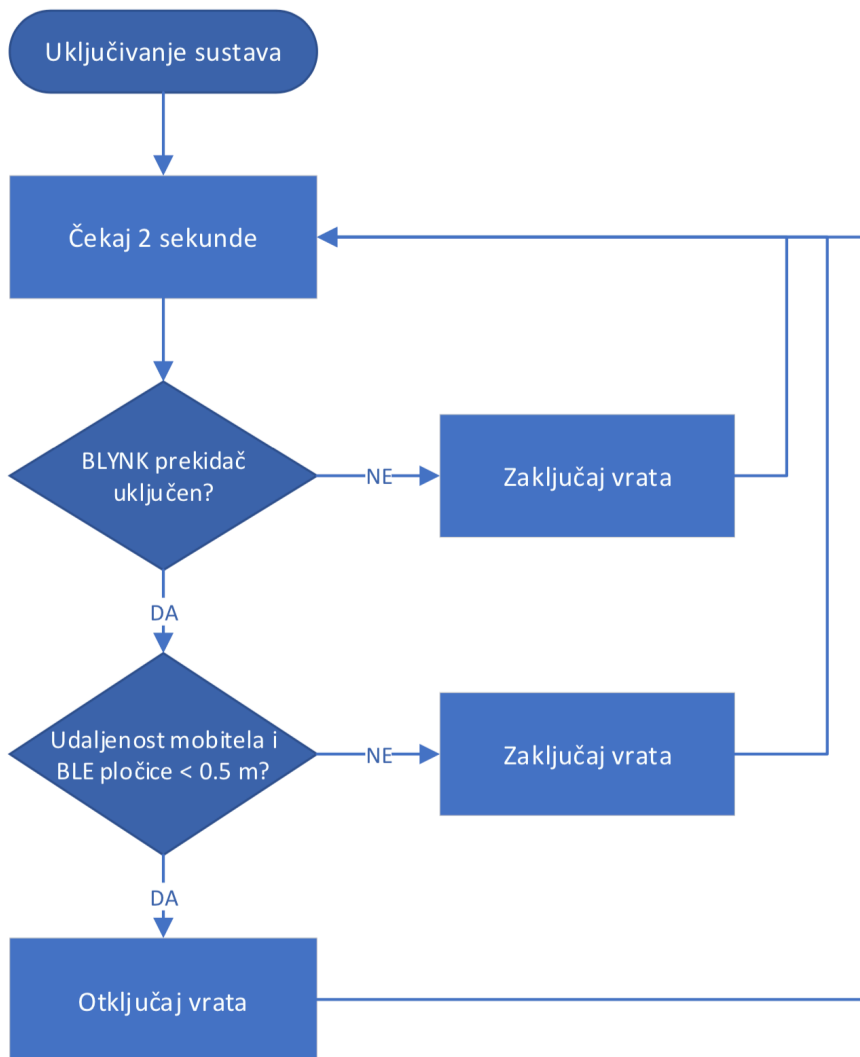 Uključivanje sustava
Čekaj 2 sekunde
BLYNK prekidač
uključen?
NE
Zaključaj vrata
DA
Udaljenost mobitela i
BLE pločice < 0.5 m?
NE
Zaključaj vrata
DA
Otključaj vrata